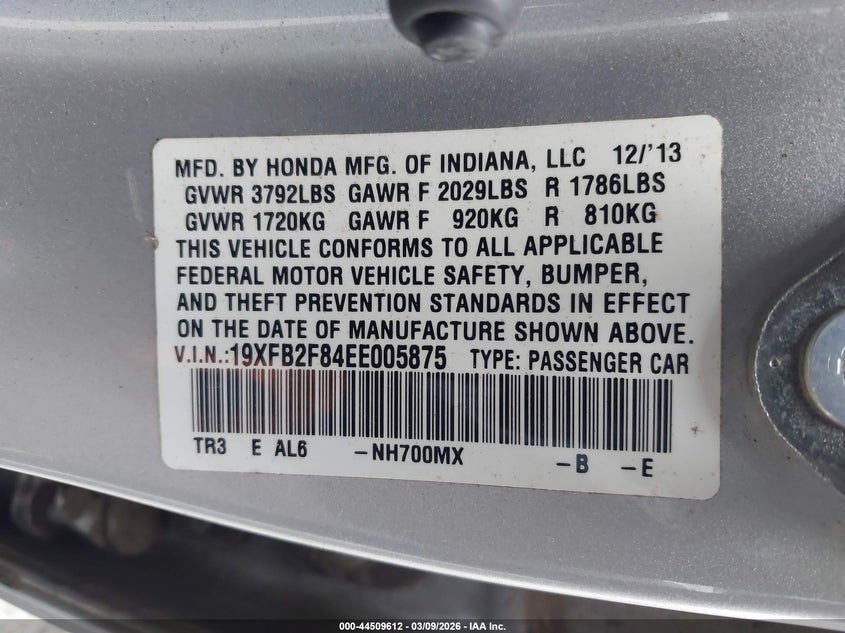 MFD. BY HONDA MFG. OF INDIANA, LLC 12/'13
GVWR 3792LBS GAWR F 2029LBS R 1786LBS
GVWR 1720KG GAWR F 920KG R 810KG
THIS VEHICLE CONFORMS TO ALL APPLICABLE
FEDERAL MOTOR VEHICLE SAFETY, BUMPER,
AND THEFT PREVENTION STANDARDS IN EFFECT
ON THE DATE OF MANUFACTURE SHOWN ABOVE.
V.I.N.:19XFB2F84EE005875 TYPE: PASSENGER CAR
TR3 E AL6 -NH700MX -B -E
000-44509612 - 03/09/2026 - IAA Inc.